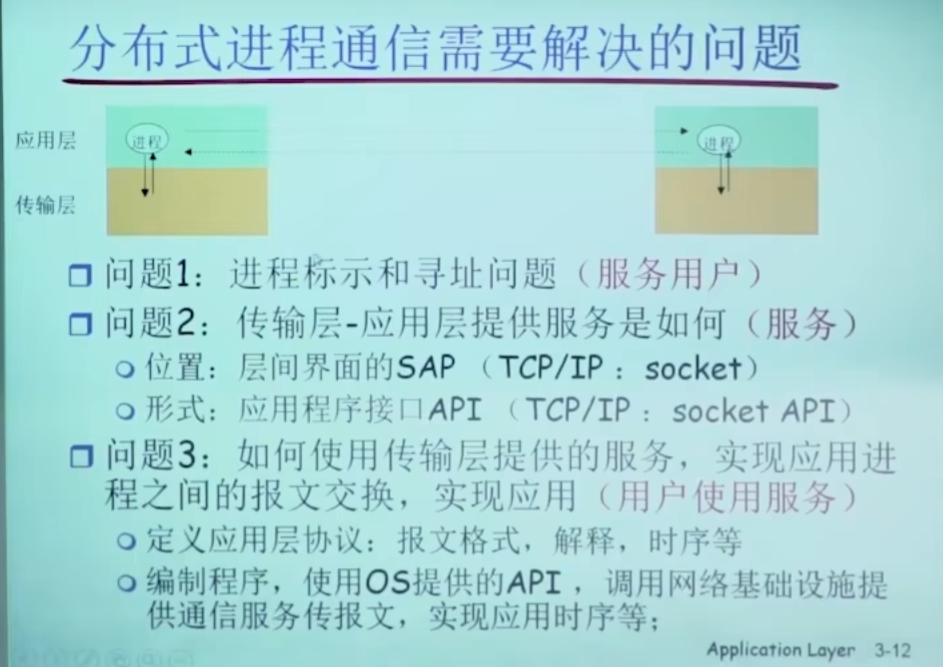 分布式进程通信需要解决的问题
应用层
进程
进程
传输层
问题1：进程标示和寻址问题（服务用户）
问题2：传输层-应用层提供服务是如何（服务）
位置：层间界面的SAP （TCP/IP ：socket）
形式：应用程序接口API （TCP/IP ：socket API）
问题3：如何使用传输层提供的服务，实现应用进
程之间的报文交换，实现应用（用户使用服务）
定义应用层协议：报文格式，解释，时序等
编制程序，使用OS提供的API ，调用网络基础设施提
供通信服务传报文，实现应用时序等；
Application Layer 3-12